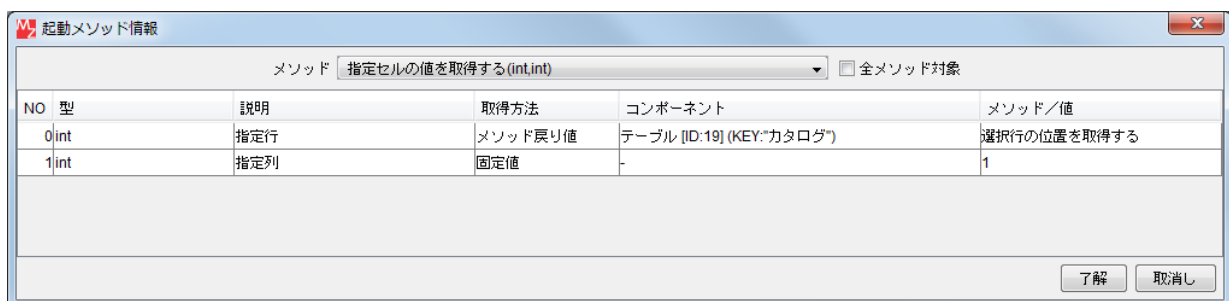 起動メソッド情報
メソッド 指定セルの値を取得する(int,int) 全メソッド対象
NO 型 説明 取得方法 コンポーネント メソッド／値
0 int 指定行 メソッド戻り値 テーブル [ID:19] (KEY:"カタログ") 選択行の位置を取得する
1 int 指定列 固定値 - 1
了解 取消し